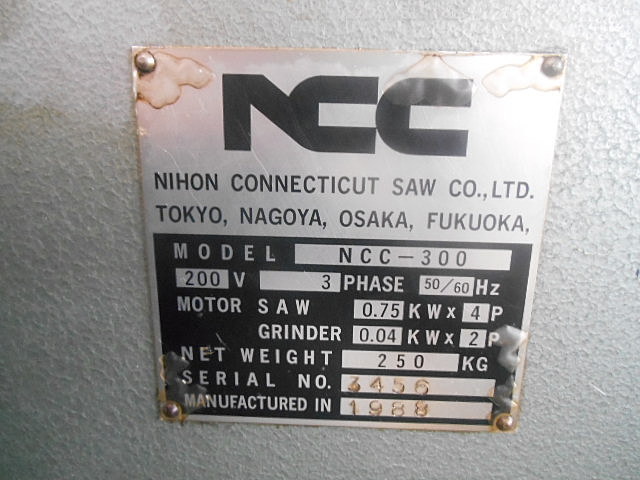 NCC
NIHON CONNECTICUT SAW CO.,LTD.
TOKYO, NAGOYA, OSAKA, FUKUOKA,
MODEL NCC-300
200 V 3 PHASE 50/60 Hz
MOTOR SAW 0.75 KW× 4 P
GRINDER 0.04 KW× 2 P
NET WEIGHT 250 KG
SERIAL NO. 3456
MANUFACTURED IN 1988